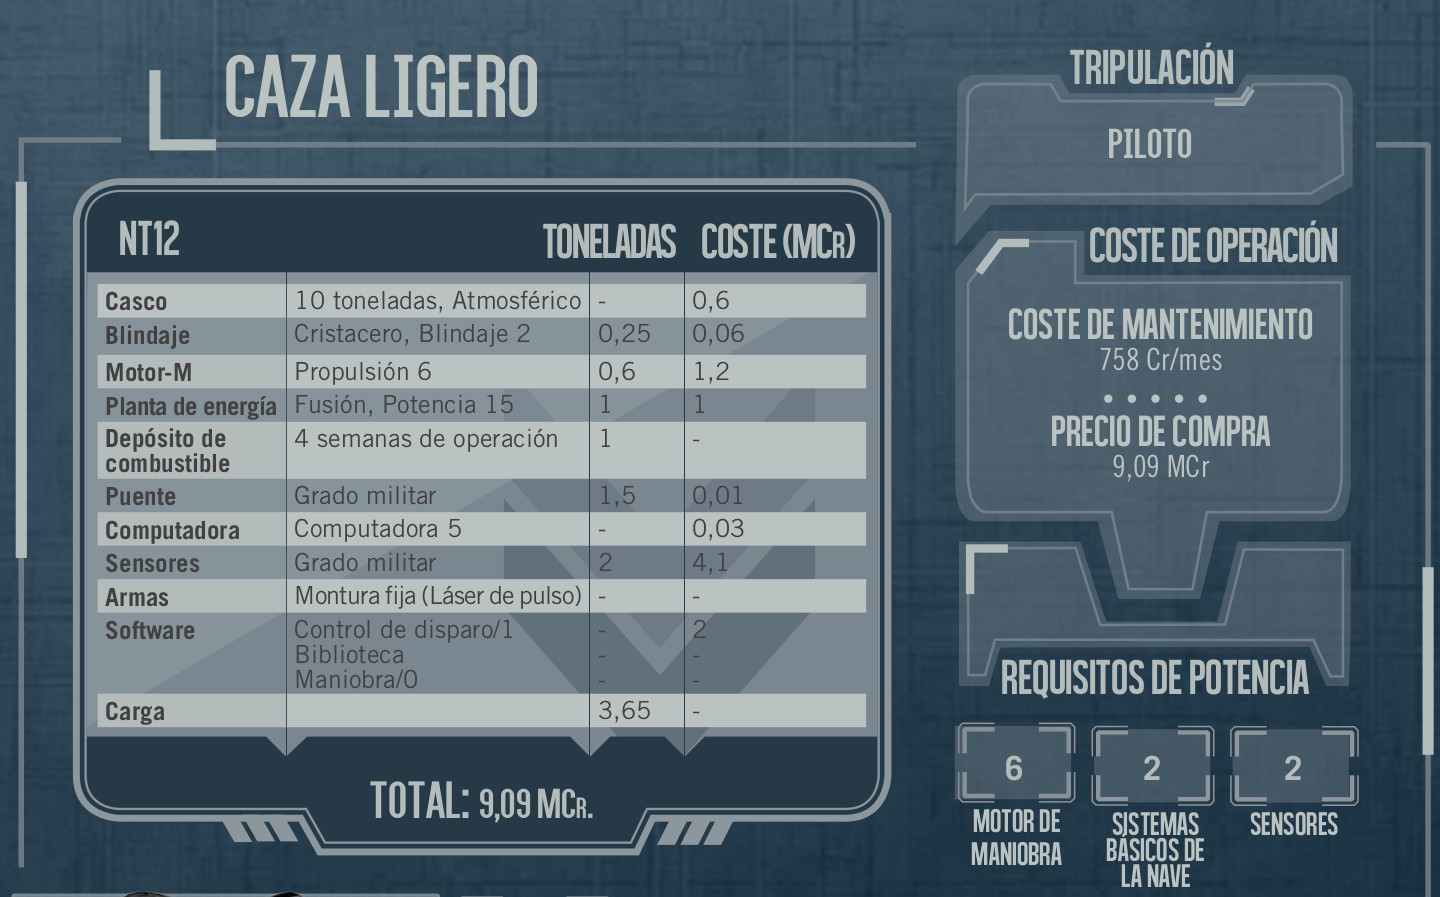 CAZA LIGERO
NT12 TONELADAS COSTE (MCR)
Casco 10 toneladas, Atmosférico - 0,6
Blindaje Cristacero, Blindaje 2 0,25 0,06
Motor-M Propulsión 6 0,6 1,2
Planta de energía Fusión, Potencia 15 1 1
Depósito de 4 semanas de operación 1 -
combustible
Puente Grado militar 1,5 0,01
Computadora Computadora 5 - 0,03
Sensores Grado militar 2 4,1
Armas Montura fija (Láser de pulso) - -
Software Control de disparo/1 - 2
Biblioteca - -
Maniobra/0 - -
Carga 3,65 -
TOTAL: 9,09 MCR.
TRIPULACIÓN
PILOTO
COSTE DE OPERACIÓN
COSTE DE MANTENIMIENTO
758 Cr/mes
• • • • •
PRECIO DE COMPRA
9,09 MCr
REQUISITOS DE POTENCIA
6
MOTOR DE
MANIOBRA
2
SISTEMAS
BÁSICOS DE
LA NAVE
2
SENSORES